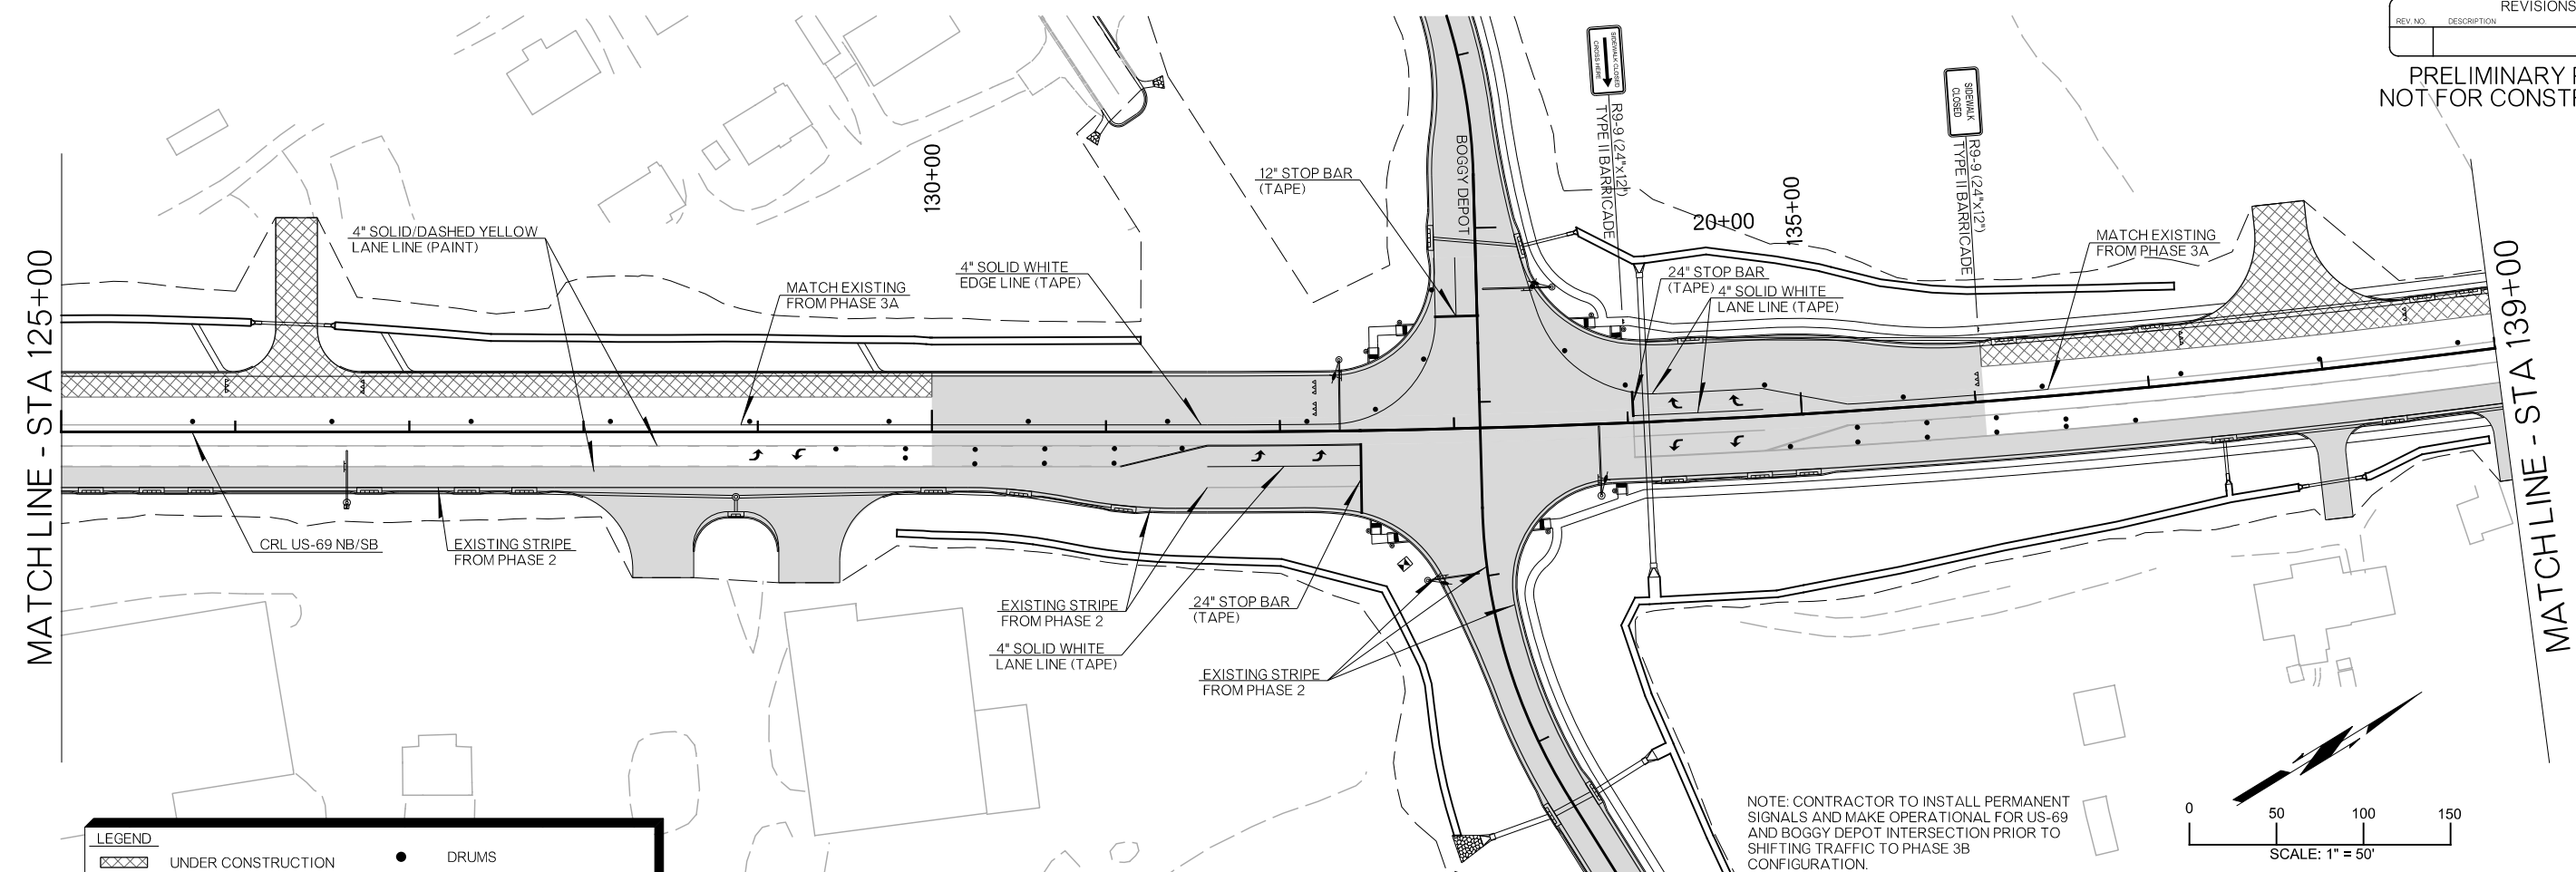 REVISIONS
REV. NO. DESCRIPTION
PRELIMINARY
NOT FOR CONST
SIDEWALK CLOSED
CROSS HERE
R9-9 (24"x12")
TYPE II BARRICADE
SIDEWALK
CLOSED
R9-9 (24"x12")
TYPE II BARRICADE
BOGGY DEPOT
12" STOP BAR
(TAPE)
130+00
135+00
20+00
4" SOLID/DASHED YELLOW
LANE LINE (PAINT)
MATCH EXISTING
FROM PHASE 3A
4" SOLID WHITE
EDGE LINE (TAPE)
24" STOP BAR
(TAPE)
4" SOLID WHITE
LANE LINE (TAPE)
MATCH EXISTING
FROM PHASE 3A
MATCH LINE - STA 125+00
MATCH LINE - STA 139+00
CRL US-69 NB/SB
EXISTING STRIPE
FROM PHASE 2
EXISTING STRIPE
FROM PHASE 2
24" STOP BAR
(TAPE)
4" SOLID WHITE
LANE LINE (TAPE)
EXISTING STRIPE
FROM PHASE 2
NOTE: CONTRACTOR TO INSTALL PERMANENT
SIGNALS AND MAKE OPERATIONAL FOR US-69
AND BOGGY DEPOT INTERSECTION PRIOR TO
SHIFTING TRAFFIC TO PHASE 3B
CONFIGURATION.
0 50 100 150
SCALE: 1" = 50'
LEGEND
UNDER CONSTRUCTION
DRUMS